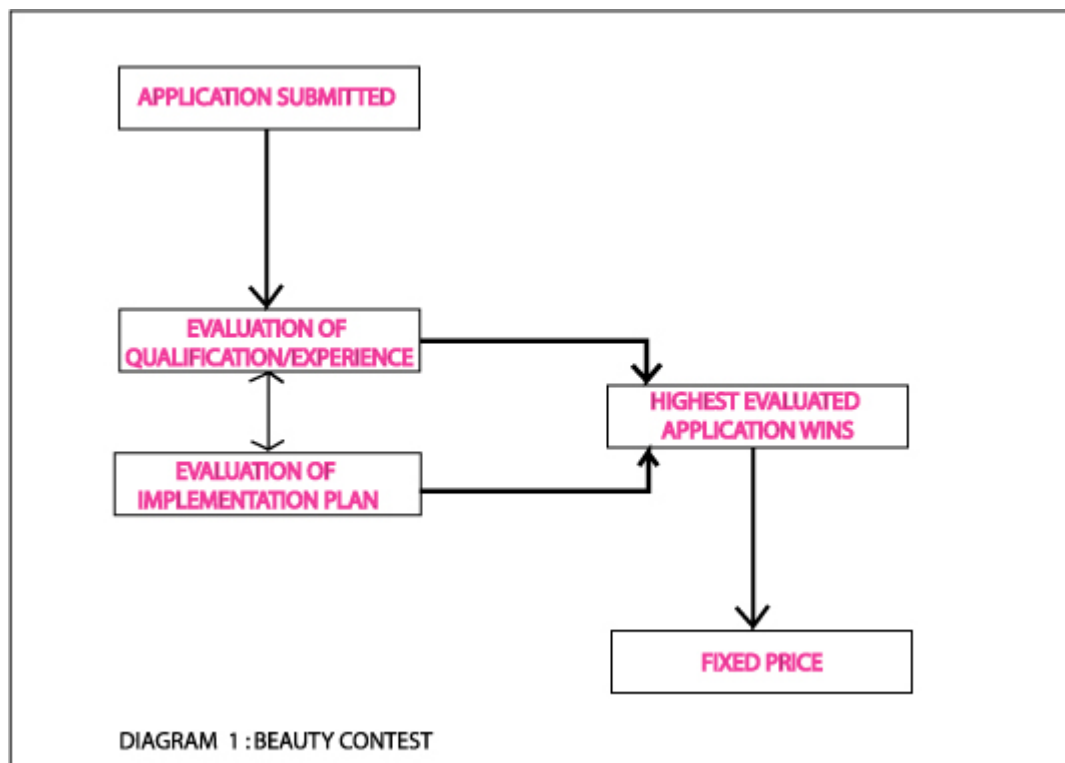 APPLICATION SUBMITTED
EVALUATION OF
QUALIFICATION/EXPERIENCE
EVALUATION OF
IMPLEMENTATION PLAN
HIGHEST EVALUATED
APPLICATION WINS
FIXED PRICE
DIAGRAM 1 : BEAUTY CONTEST